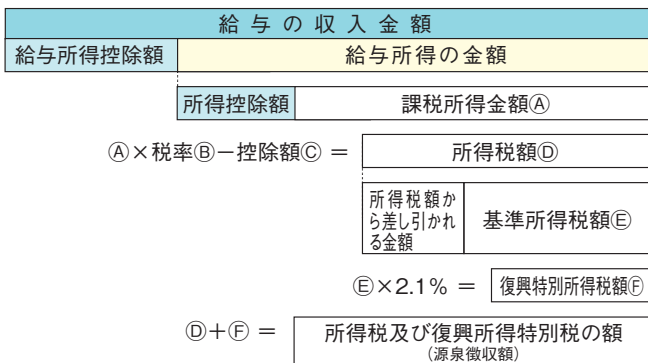 給与の収入金額
給与所得控除額 給与所得の金額
所得控除額 課税所得金額Ⓐ
Ⓐ×税率Ⓑ－控除額Ⓒ ＝ 所得税額Ⓓ
所得税額か
ら差し引かれ
る金額
基準所得税額Ⓔ
Ⓔ×2.1％ ＝ 復興特別所得税額Ⓕ
Ⓓ＋Ⓕ ＝ 所得税及び復興所得特別税の額
(源泉徴収額)